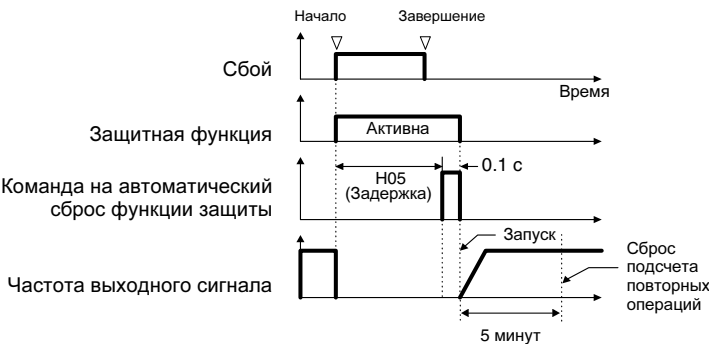 Начало
Завершение
Сбой
Время
Защитная функция
Активна
Команда на автоматический
сброс функции защиты
H05
(Задержка)
0.1 с
Частота выходного сигнала
Запуск
Сброс
подсчета
повторных
операций
5 минут